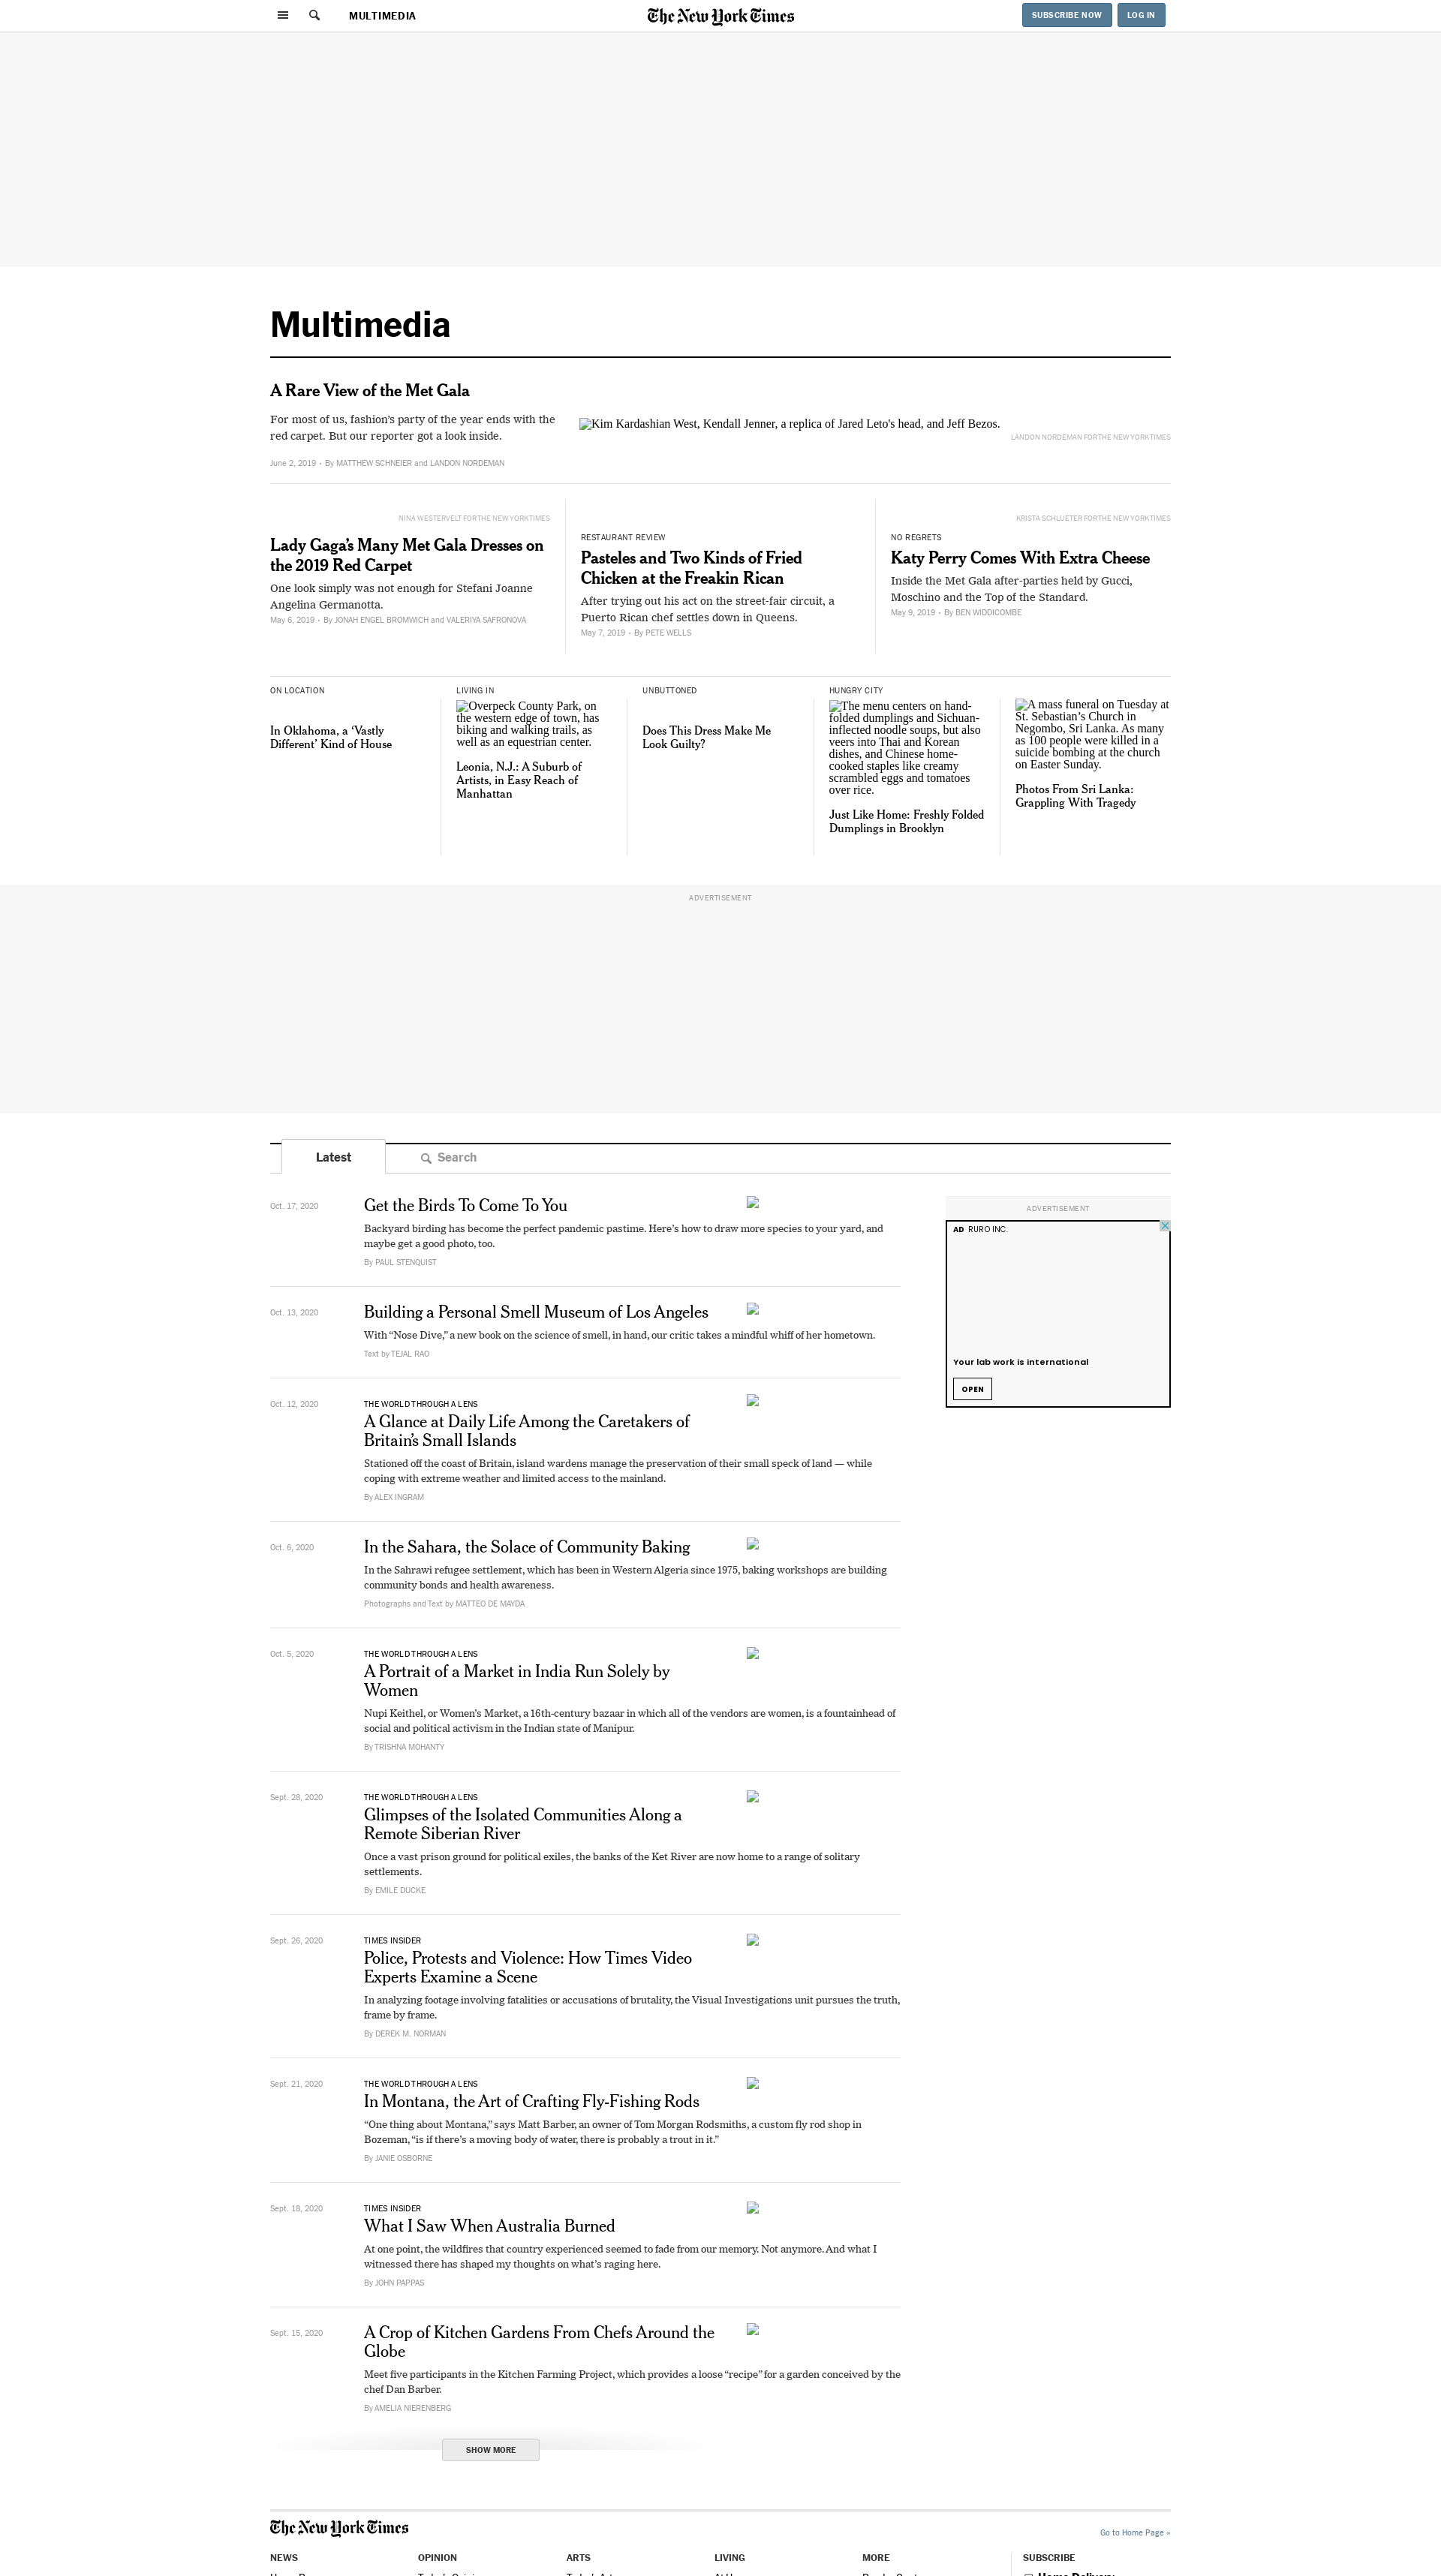 MULTIMEDIA
The New York Times
SUBSCRIBE NOW
LOG IN
Multimedia
A Rare View of the Met Gala
For most of us, fashion's party of the year ends with the
red carpet. But our reporter got a look inside.
June 2, 2019 • By MATTHEW SCHNEIER and LANDON NORDEMAN
Kim Kardashian West, Kendall Jenner, a replica of Jared Leto's head, and Jeff Bezos.
LANDON NORDEMAN FOR THE NEW YORK TIMES
NINA WESTERVELT FOR THE NEW YORK TIMES
Lady Gaga’s Many Met Gala Dresses on
the 2019 Red Carpet
One look simply was not enough for Stefani Joanne
Angelina Germanotta.
May 6, 2019 • By JONAH ENGEL BROMWICH and VALERIYA SAFRONOVA
RESTAURANT REVIEW
Pasteles and Two Kinds of Fried
Chicken at the Freakin Rican
After trying out his act on the street-fair circuit, a
Puerto Rican chef settles down in Queens.
May 7, 2019 • By PETE WELLS
KRISTA SCHLUETER FOR THE NEW YORK TIMES
NO REGRETS
Katy Perry Comes With Extra Cheese
Inside the Met Gala after-parties held by Gucci,
Moschino and the Top of the Standard.
May 9, 2019 • By BEN WIDDICOMBE
ON LOCATION
In Oklahoma, a ‘Vastly
Different’ Kind of House
LIVING IN
Overpeck County Park, on
the western edge of town, has
biking and walking trails, as
well as an equestrian center.
Leonia, N.J.: A Suburb of
Artists, in Easy Reach of
Manhattan
UNBUTTONED
Does This Dress Make Me
Look Guilty?
HUNGRY CITY
The menu centers on hand-
folded dumplings and Sichuan-
inflected noodle soups, but also
veers into Thai and Korean
dishes, and Chinese home-
cooked staples like creamy
scrambled eggs and tomatoes
over rice.
Just Like Home: Freshly Folded
Dumplings in Brooklyn
A mass funeral on Tuesday at
St. Sebastian’s Church in
Negombo, Sri Lanka. As many
as 100 people were killed in a
suicide bombing at the church
on Easter Sunday.
Photos From Sri Lanka:
Grappling With Tragedy
ADVERTISEMENT
Latest
Search
Oct. 17, 2020
Get the Birds To Come To You
Backyard birding has become the perfect pandemic pastime. Here’s how to draw more species to your yard, and
maybe get a good photo, too.
By PAUL STENQUIST
ADVERTISEMENT
AD RURO INC.
Your lab work is international
OPEN
Oct. 13, 2020
Building a Personal Smell Museum of Los Angeles
With “Nose Dive,” a new book on the science of smell, in hand, our critic takes a mindful whiff of her hometown.
Text by TEJAL RAO
Oct. 12, 2020
THE WORLD THROUGH A LENS
A Glance at Daily Life Among the Caretakers of
Britain’s Small Islands
Stationed off the coast of Britain, island wardens manage the preservation of their small speck of land — while
coping with extreme weather and limited access to the mainland.
By ALEX INGRAM
Oct. 6, 2020
In the Sahara, the Solace of Community Baking
In the Sahrawi refugee settlement, which has been in Western Algeria since 1975, baking workshops are building
community bonds and health awareness.
Photographs and Text by MATTEO DE MAYDA
Oct. 5, 2020
THE WORLD THROUGH A LENS
A Portrait of a Market in India Run Solely by
Women
Nupi Keithel, or Women’s Market, a 16th-century bazaar in which all of the vendors are women, is a fountainhead of
social and political activism in the Indian state of Manipur.
By TRISHNA MOHANTY
Sept. 28, 2020
THE WORLD THROUGH A LENS
Glimpses of the Isolated Communities Along a
Remote Siberian River
Once a vast prison ground for political exiles, the banks of the Ket River are now home to a range of solitary
settlements.
By EMILE DUCKE
Sept. 26, 2020
TIMES INSIDER
Police, Protests and Violence: How Times Video
Experts Examine a Scene
In analyzing footage involving fatalities or accusations of brutality, the Visual Investigations unit pursues the truth,
frame by frame.
By DEREK M. NORMAN
Sept. 21, 2020
THE WORLD THROUGH A LENS
In Montana, the Art of Crafting Fly-Fishing Rods
“One thing about Montana,” says Matt Barber, an owner of Tom Morgan Rodsmiths, a custom fly rod shop in
Bozeman, “is if there’s a moving body of water, there is probably a trout in it.”
By JANIE OSBORNE
Sept. 18, 2020
TIMES INSIDER
What I Saw When Australia Burned
At one point, the wildfires that country experienced seemed to fade from our memory. Not anymore. And what I
witnessed there has shaped my thoughts on what’s raging here.
By JOHN PAPPAS
Sept. 15, 2020
A Crop of Kitchen Gardens From Chefs Around the
Globe
Meet five participants in the Kitchen Farming Project, which provides a loose “recipe” for a garden conceived by the
chef Dan Barber.
By AMELIA NIERENBERG
SHOW MORE
The New York Times
Go to Home Page »
NEWS
OPINION
ARTS
LIVING
MORE
SUBSCRIBE